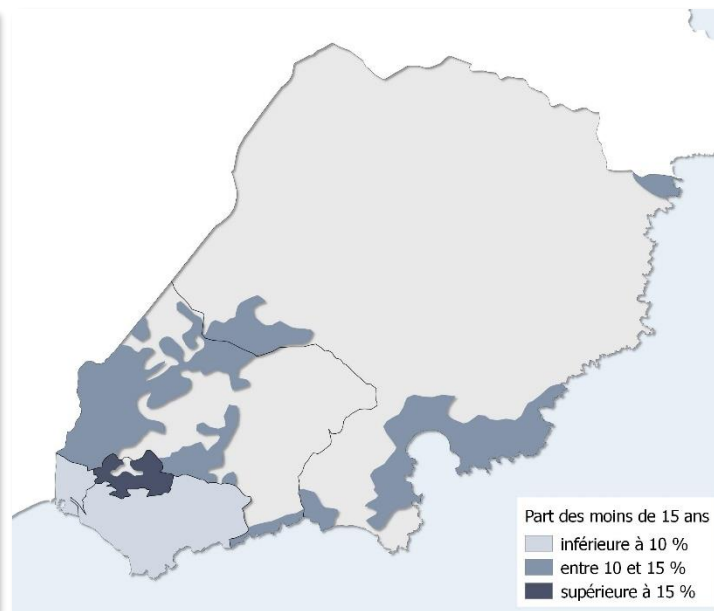 Part des moins de 15 ans
inférieure à 10 %
entre 10 et 15 %
supérieure à 15 %